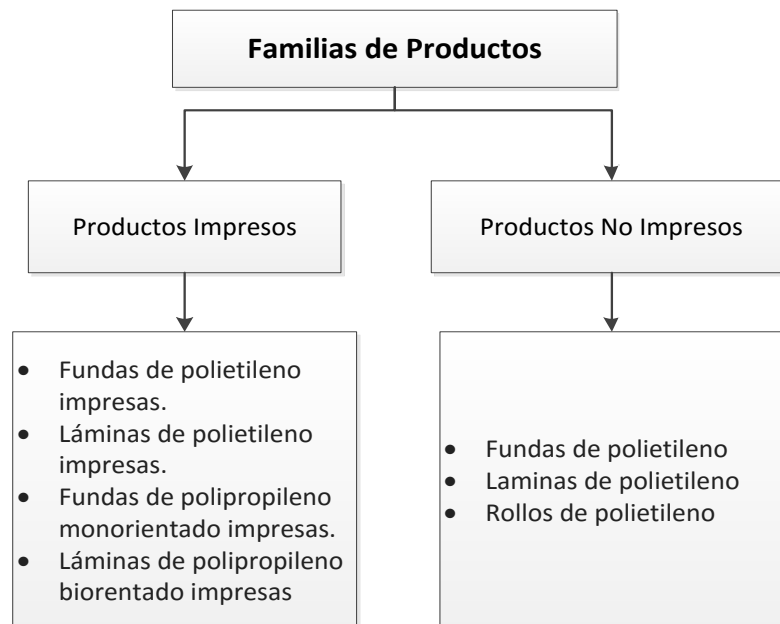 Familias de Productos
Productos Impresos
Productos No Impresos
• Fundas de polietileno
impresas.
• Láminas de polietileno
impresas.
• Fundas de polipropileno
monorientado impresas.
• Láminas de polipropileno
biorentado impresas
• Fundas de polietileno
• Laminas de polietileno
• Rollos de polietileno